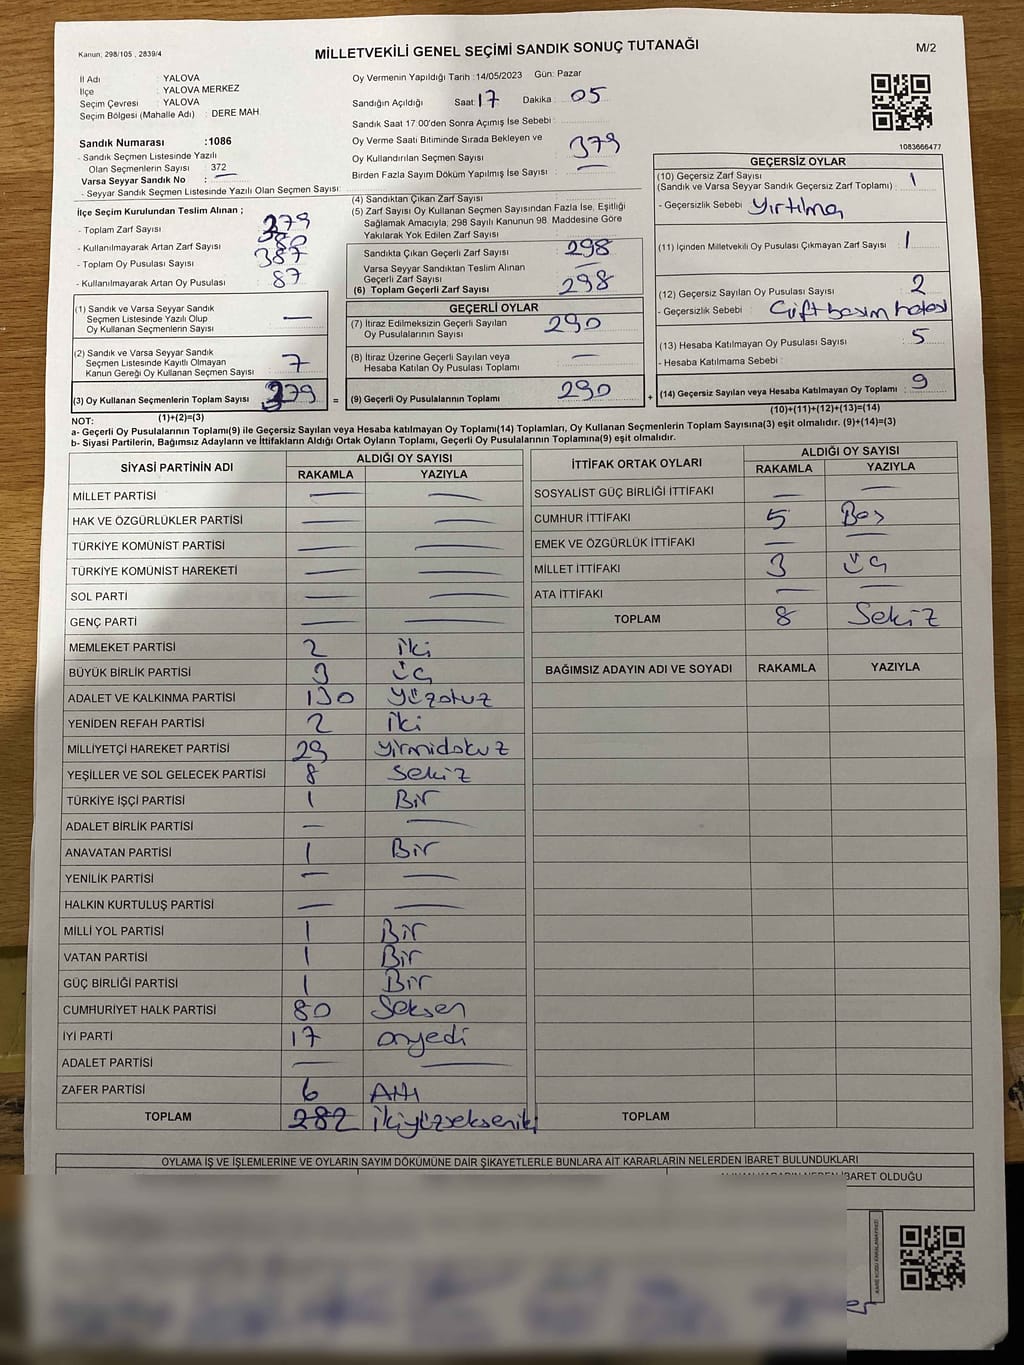 Kanun: 298/105 , 2839/4
MİLLETVEKİLİ GENEL SEÇİMİ SANDIK SONUÇ TUTANAĞI
M/2
İl Adı : YALOVA
İlçe : YALOVA MERKEZ
Seçim Çevresi : YALOVA
Seçim Bölgesi (Mahalle Adı) : DERE MAH.
Oy Vermenin Yapıldığı Tarih : 14/05/2023 Gün: Pazar
Sandığın Açıldığı Saat: 17 Dakika : 05
Sandık Saat 17:00'den Sonra Açımış İse Sebebi :
Oy Verme Saati Bitiminde Sırada Bekleyen ve
Oy Kullandırılan Seçmen Sayısı : 379
Birden Fazla Sayım Döküm Yapılmış İse Sayısı :
1083666477
Sandık Numarası :1086
- Sandık Seçmen Listesinde Yazılı
Olan Seçmenlerin Sayısı : 372
Varsa Seyyar Sandık No : —
- Seyyar Sandık Seçmen Listesinde Yazılı Olan Seçmen Sayısı:
İlçe Seçim Kurulundan Teslim Alınan ;
- Toplam Zarf Sayısı : 379
- Kullanılmayarak Artan Zarf Sayısı : 80
- Toplam Oy Pusulası Sayısı : 387
- Kullanılmayarak Artan Oy Pusulası : 87
(1) Sandık ve Varsa Seyyar Sandık
Seçmen Listesinde Yazılı Olup
Oy Kullanan Seçmenlerin Sayısı : —
(2) Sandık ve Varsa Seyyar Sandık
Seçmen Listesinde Kayıtlı Olmayan
Kanun Gereği Oy Kullanan Seçmen Sayısı : 7
(3) Oy Kullanan Seçmenlerin Toplam Sayısı : 379 =
(1)+(2)=(3)
(4) Sandıktan Çıkan Zarf Sayısı :
(5) Zarf Sayısı Oy Kullanan Seçmen Sayısından Fazla İse, Eşitliği
Sağlamak Amacıyla, 298 Sayılı Kanunun 98. Maddesine Göre
Yakılarak Yok Edilen Zarf Sayısı :
Sandıkta Çıkan Geçerli Zarf Sayısı : 298
Varsa Seyyar Sandıktan Teslim Alınan
Geçerli Zarf Sayısı : —
(6) Toplam Geçerli Zarf Sayısı : 298
GEÇERLİ OYLAR
(7) İtiraz Edilmeksizin Geçerli Sayılan
Oy Pusulalarının Sayısı : 290
(8) İtiraz Üzerine Geçerli Sayılan veya
Hesaba Katılan Oy Pusulası Toplamı : —
(9) Geçerli Oy Pusulalarının Toplamı : 290 +
GEÇERSİZ OYLAR
(10) Geçersiz Zarf Sayısı
(Sandık ve Varsa Seyyar Sandık Geçersiz Zarf Toplamı) : 1
- Geçersizlik Sebebi : Yırtılma
(11) İçinden Milletvekili Oy Pusulası Çıkmayan Zarf Sayısı : 1
(12) Geçersiz Sayılan Oy Pusulası Sayısı : 2
- Geçersizlik Sebebi : Çift basım hatası
(13) Hesaba Katılmayan Oy Pusulası Sayısı : 5
- Hesaba Katılmama Sebebi :
(14) Geçersiz Sayılan veya Hesaba Katılmayan Oy Toplamı : 9
(10)+(11)+(12)+(13)=(14)
NOT:
a- Geçerli Oy Pusulalarının Toplamı(9) ile Geçersiz Sayılan veya Hesaba katılmayan Oy Toplamı(14) Toplamları, Oy Kullanan Seçmenlerin Toplam Sayısına(3) eşit olmalıdır. (9)+(14)=(3)
b- Siyasi Partilerin, Bağımsız Adayların ve İttifakların Aldığı Ortak Oyların Toplamı, Geçerli Oy Pusulalarının Toplamına(9) eşit olmalıdır.
SİYASİ PARTİNİN ADI ALDIĞI OY SAYISI
RAKAMLA YAZIYLA
MİLLET PARTİSİ — —
HAK VE ÖZGÜRLÜKLER PARTİSİ — —
TÜRKİYE KOMÜNİST PARTİSİ — —
TÜRKİYE KOMÜNİST HAREKETİ — —
SOL PARTİ — —
GENÇ PARTİ — —
MEMLEKET PARTİSİ 2 İki
BÜYÜK BİRLİK PARTİSİ 3 Üç
ADALET VE KALKINMA PARTİSİ 130 Yüzotuz
YENİDEN REFAH PARTİSİ 2 İki
MİLLİYETÇİ HAREKET PARTİSİ 29 Yirmidokuz
YEŞİLLER VE SOL GELECEK PARTİSİ 8 Sekiz
TÜRKİYE İŞÇİ PARTİSİ 1 Bir
ADALET BİRLİK PARTİSİ — —
ANAVATAN PARTİSİ 1 Bir
YENİLİK PARTİSİ — —
HALKIN KURTULUŞ PARTİSİ — —
MİLLİ YOL PARTİSİ 1 Bir
VATAN PARTİSİ 1 Bir
GÜÇ BİRLİĞİ PARTİSİ 1 Bir
CUMHURİYET HALK PARTİSİ 80 Seksen
İYİ PARTİ 17 Onyedi
ADALET PARTİSİ — —
ZAFER PARTİSİ 6 Altı
TOPLAM 282 İkiyüzsekseniki
İTTİFAK ORTAK OYLARI ALDIĞI OY SAYISI
RAKAMLA YAZIYLA
SOSYALİST GÜÇ BİRLİĞİ İTTİFAKI — —
CUMHUR İTTİFAKI 5 Beş
EMEK VE ÖZGÜRLÜK İTTİFAKI — —
MİLLET İTTİFAKI 3 Üç
ATA İTTİFAKI — —
TOPLAM 8 Sekiz
BAĞIMSIZ ADAYIN ADI VE SOYADI RAKAMLA YAZIYLA
TOPLAM
OYLAMA İŞ VE İŞLEMLERİNE VE OYLARIN SAYIM DÖKÜMÜNE DAİR ŞİKAYETLERLE BUNLARA AİT KARARLARIN NELERDEN İBARET BULUNDUKLARI
NEDEN İBARET OLDUĞU